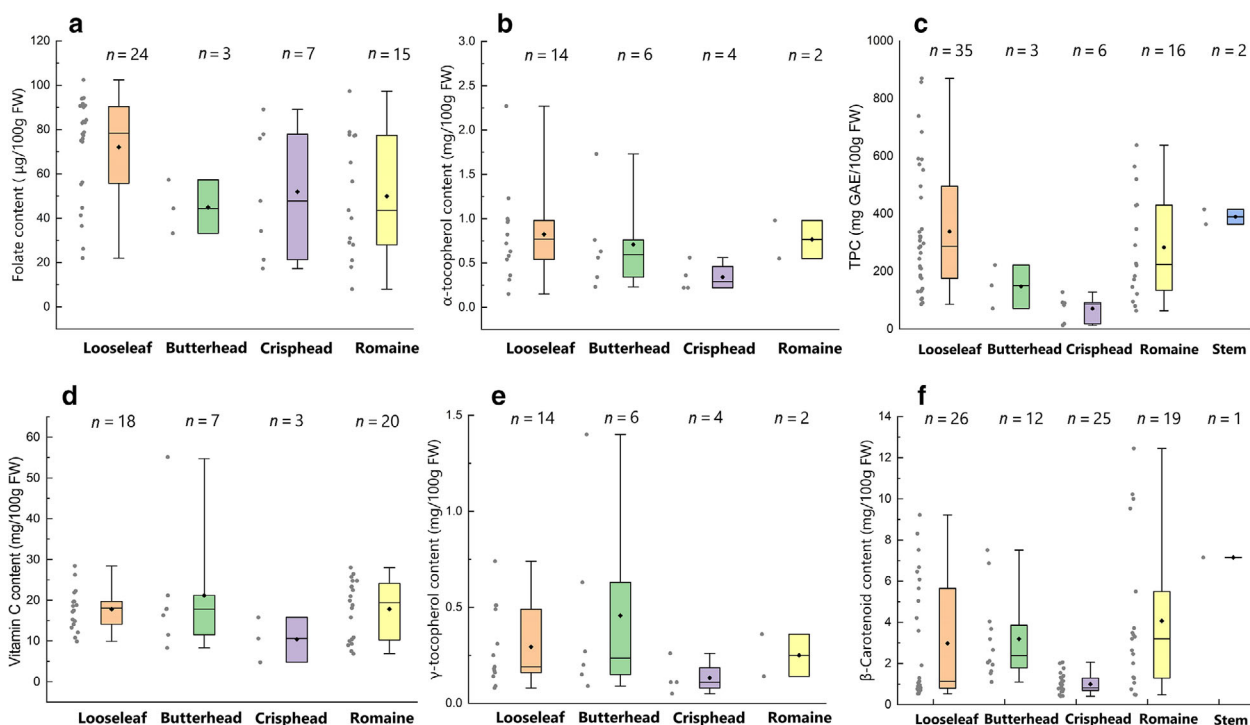 a
n = 24
n = 3
n = 7
n = 15
Folate content ( μg/100g FW)
120
100
80
60
40
20
0
Looseleaf
Butterhead
Crisphead
Romaine
b
n = 14
n = 6
n = 4
n = 2
α-tocopherol content (mg/100g FW)
3.0
2.5
2.0
1.5
1.0
0.5
0.0
Looseleaf
Butterhead
Crisphead
Romaine
c
n = 35
n = 3
n = 6
n = 16
n = 2
TPC (mg GAE/100g FW)
1000
800
600
400
200
0
Looseleaf
Butterhead
Crisphead
Romaine
Stem
d
n = 18
n = 7
n = 3
n = 20
Vitamin C content (mg/100g FW)
60
50
40
30
20
10
0
Looseleaf
Butterhead
Crisphead
Romaine
e
n = 14
n = 6
n = 4
n = 2
γ-tocopherol content (mg/100g FW)
1.5
1.0
0.5
0.0
Looseleaf
Butterhead
Crisphead
Romaine
f
n = 26
n = 12
n = 25
n = 19
n = 1
β-Carotenoid content (mg/100g FW)
14
12
10
8
6
4
2
0
Looseleaf
Butterhead
Crisphead
Romaine
Stem